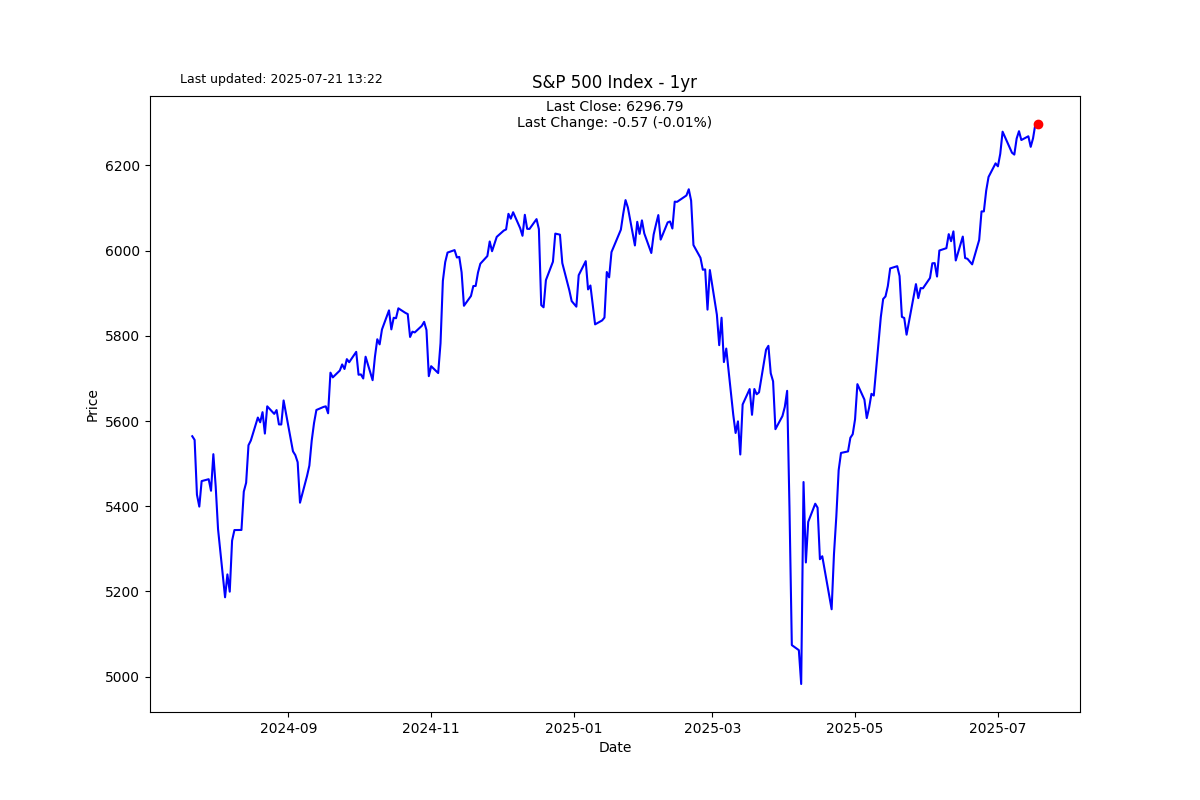 Last updated: 2025-07-21 13:22
S&P 500 Index - 1yr
Last Close: 6296.79
Last Change: -0.57 (-0.01%)
Price
6200
6000
5800
5600
5400
5200
5000
2024-09
2024-11
2025-01
2025-03
2025-05
2025-07
Date